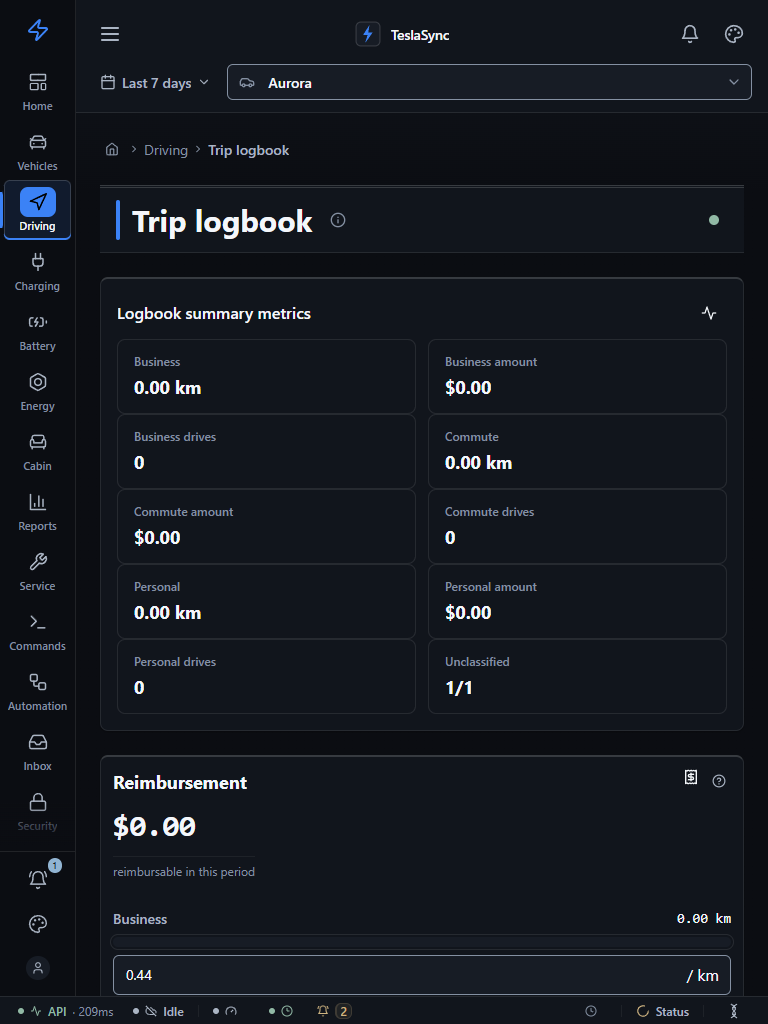 TeslaSync
Last 7 days
Aurora
Home
Vehicles
Driving
Charging
Battery
Energy
Cabin
Reports
Service
Commands
Automation
Inbox
Security
1
Driving
Trip logbook
Trip logbook
Logbook summary metrics
Business
0.00 km
Business amount
$0.00
Business drives
0
Commute
0.00 km
Commute amount
$0.00
Commute drives
0
Personal
0.00 km
Personal amount
$0.00
Personal drives
0
Unclassified
1/1
Reimbursement
$0.00
reimbursable in this period
Business 0.00 km
0.44 / km
API · 209ms Idle 2 Status